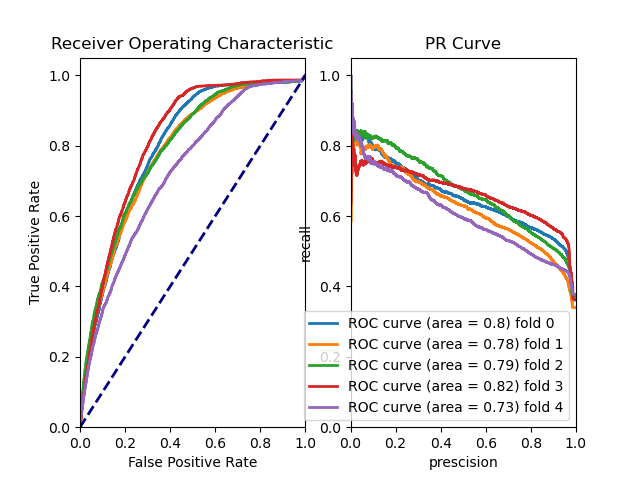 Receiver Operating Characteristic
PR Curve
1.0
0.8
0.6
0.4
0.2
0.0
True Positive Rate
0.0 0.2 0.4 0.6 0.8 1.0
False Positive Rate
1.0
0.8
0.6
0.4
0.2
0.0
recall
0.0 0.2 0.4 0.6 0.8 1.0
prescision
ROC curve (area = 0.8) fold 0
ROC curve (area = 0.78) fold 1
ROC curve (area = 0.79) fold 2
ROC curve (area = 0.82) fold 3
ROC curve (area = 0.73) fold 4